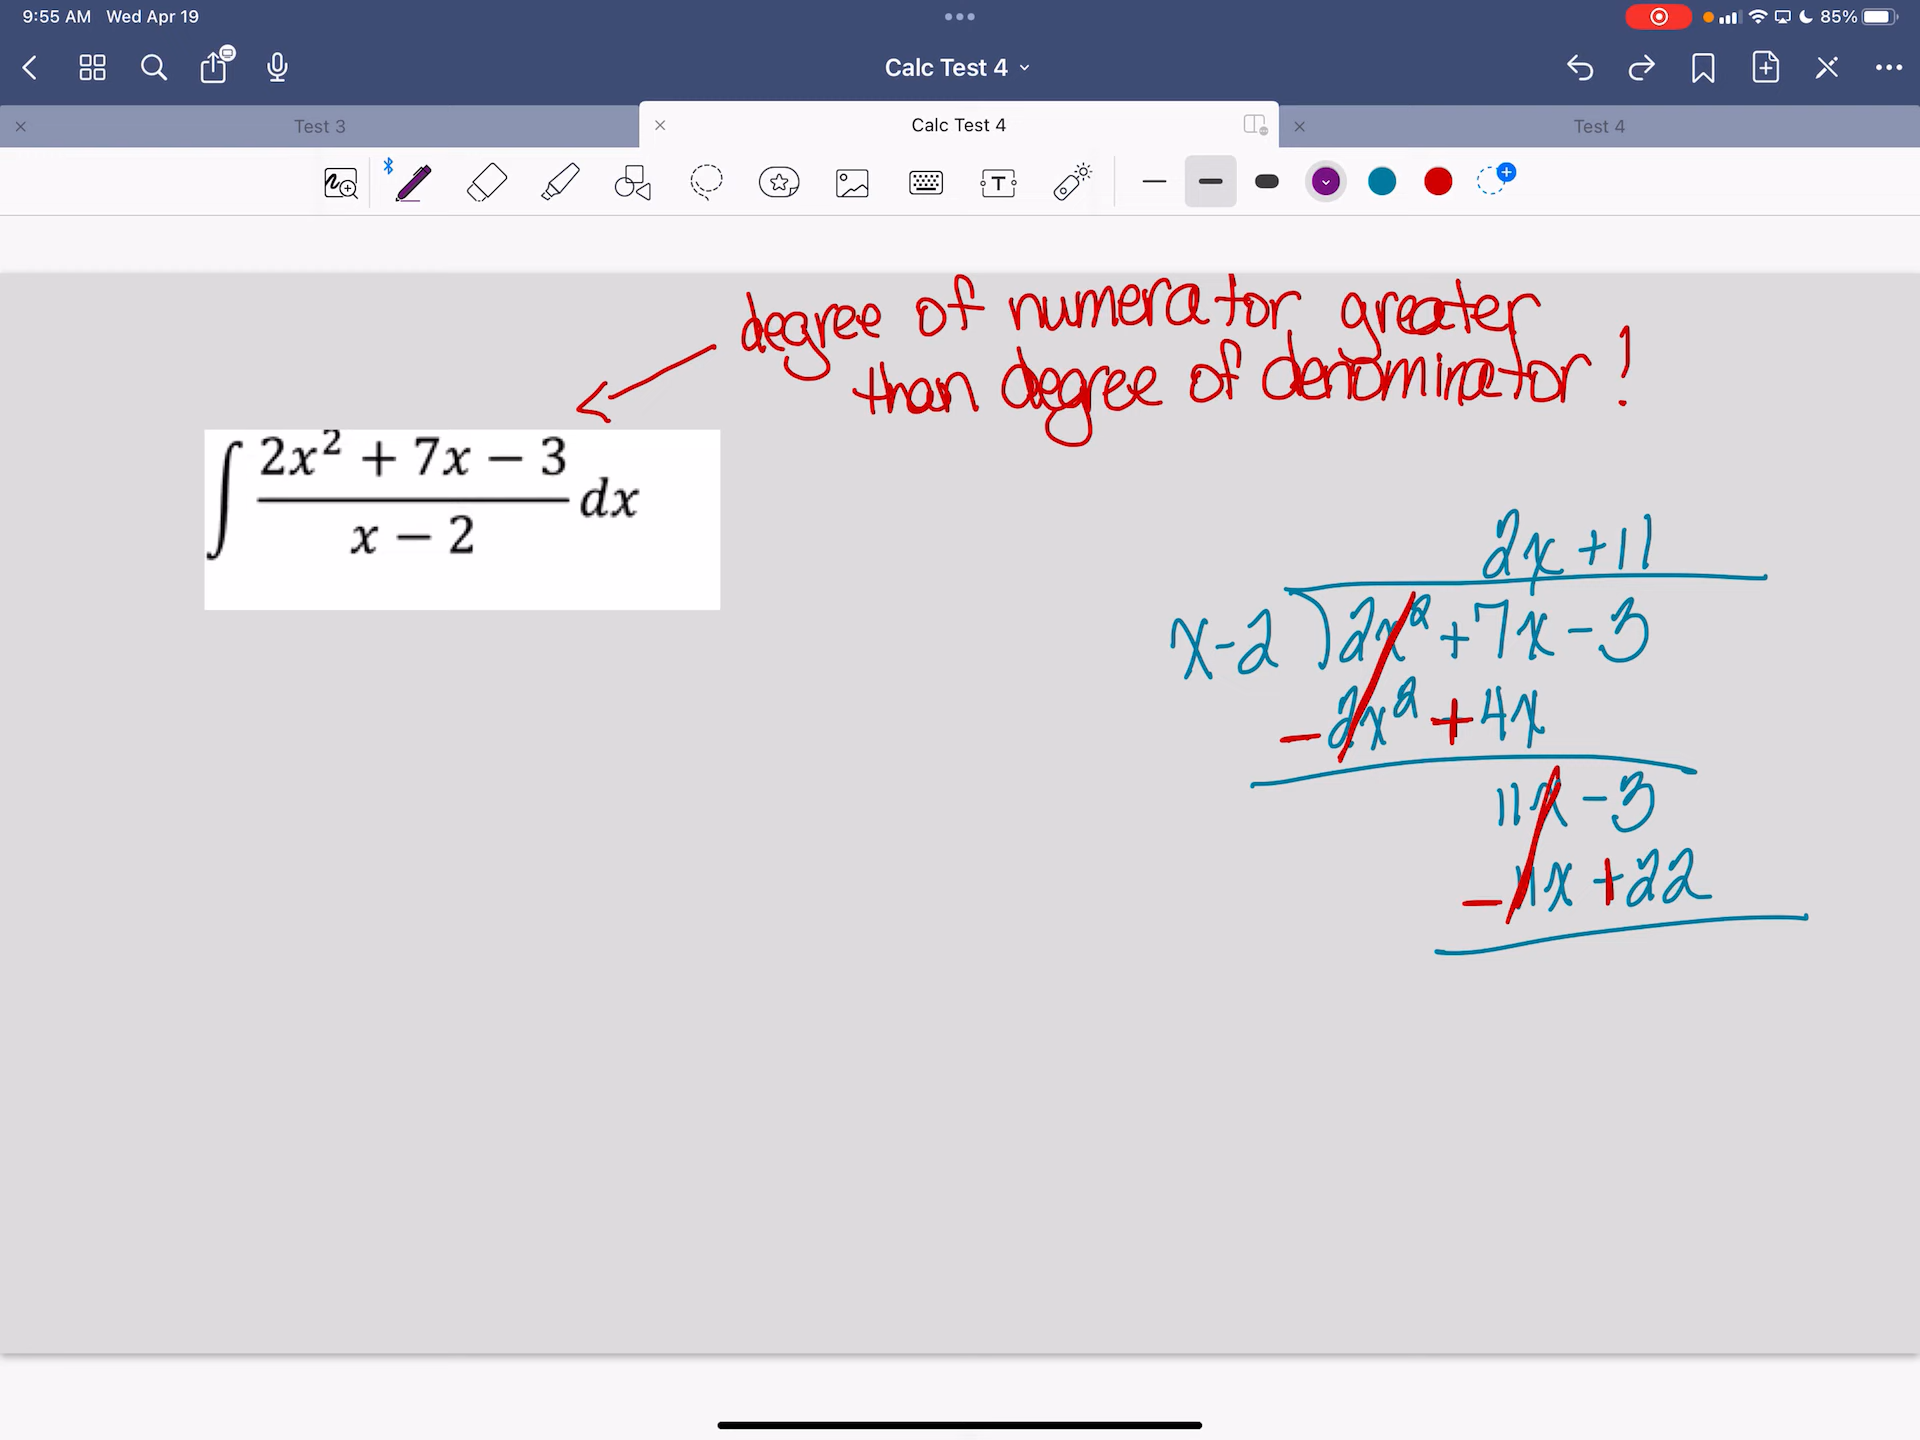 9:55 AM Wed Apr 19
85%
Calc Test 4
Test 3
Calc Test 4
Test 4
T
degree of numerator greater
than degree of denominator!
∫ (2x² + 7x − 3)/(x − 2) dx
2x + 11
x-2 ) 2x² + 7x - 3
- 2x² + 4x
11x - 3
- 11x + 22